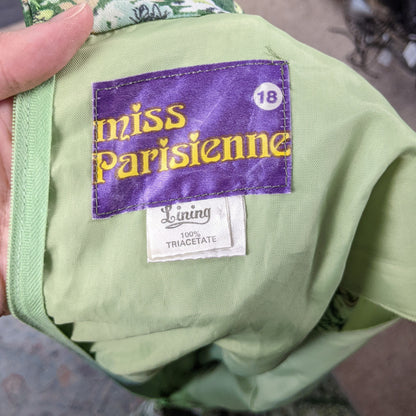 18
miss
Parisienne
Lining
100%
TRIACETATE